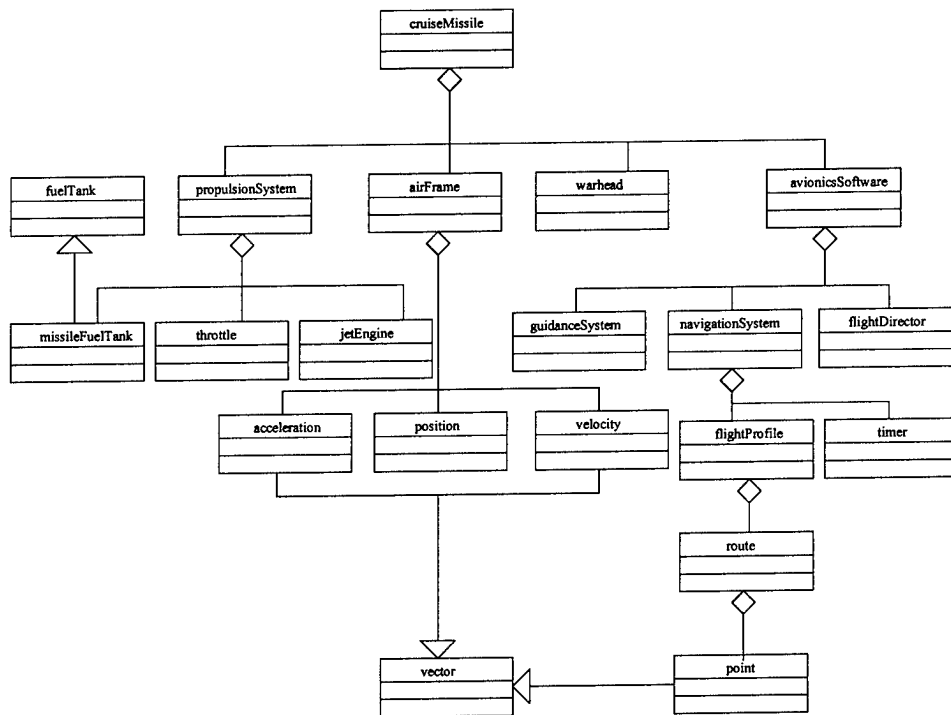 cruiseMissile
fuelTank
propulsionSystem
airFrame
warhead
avionicsSoftware
missileFuelTank
throttle
jetEngine
guidanceSystem
navigationSystem
flightDirector
acceleration
position
velocity
flightProfile
timer
route
vector
point